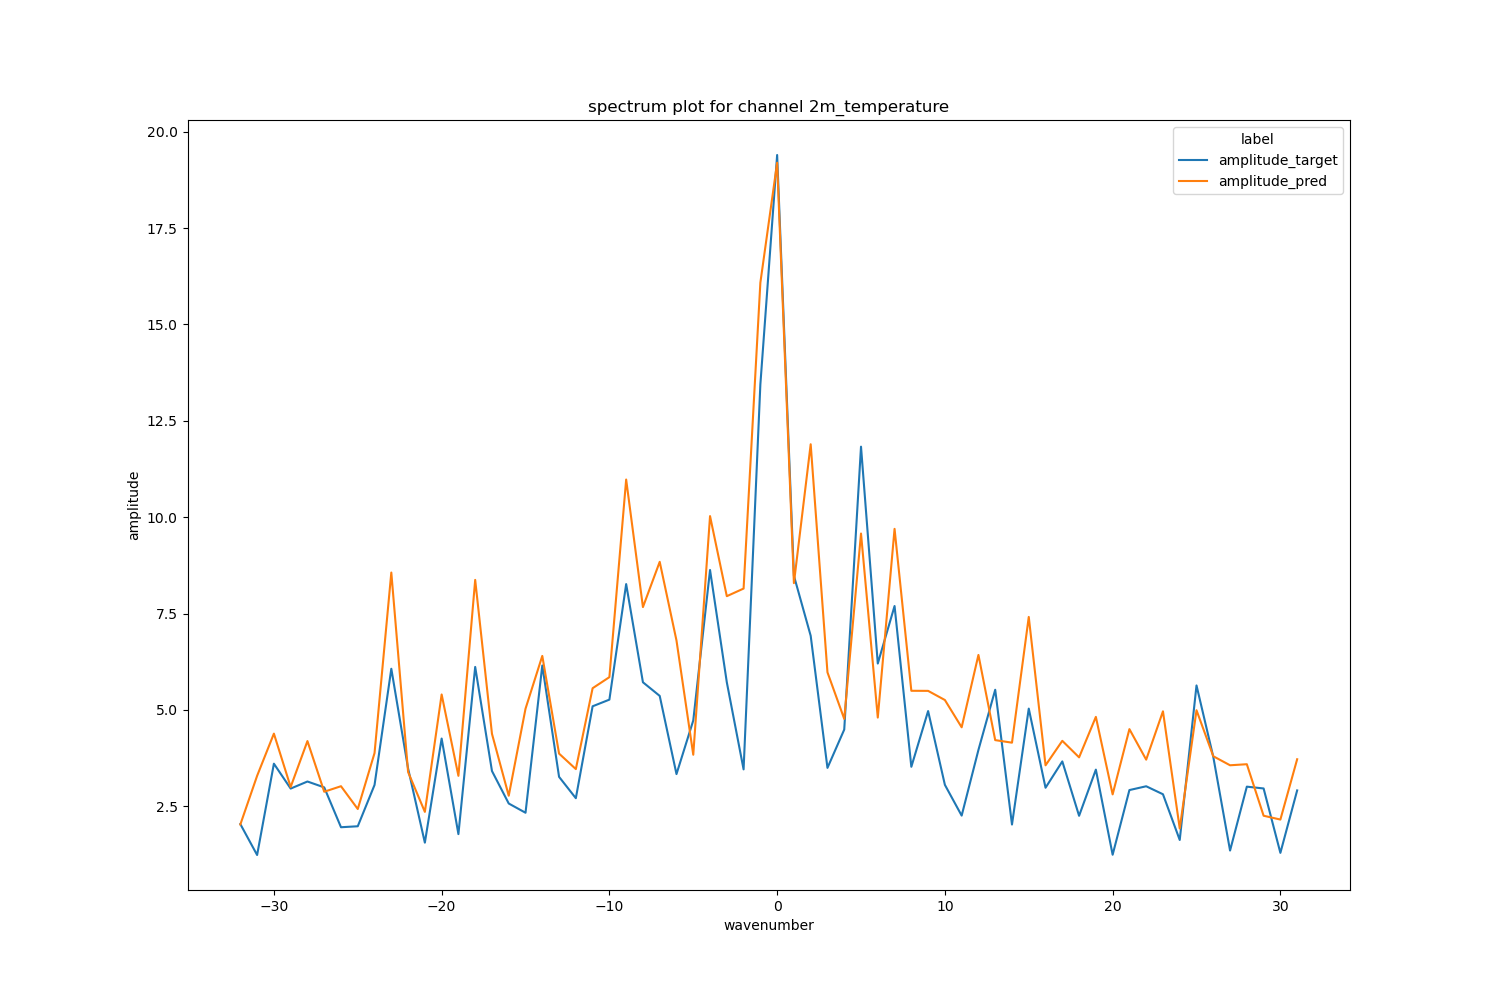 spectrum plot for channel 2m_temperature
label
amplitude_target
amplitude_pred
20.0
17.5
15.0
12.5
10.0
7.5
5.0
2.5
amplitude
−30
−20
−10
0
10
20
30
wavenumber